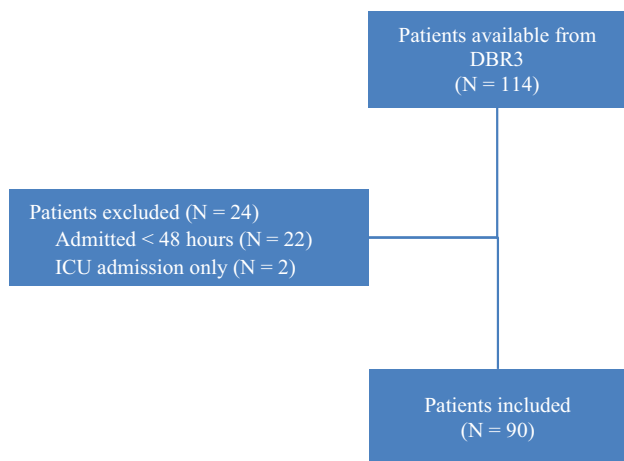 Patients available from
DBR3
(N = 114)
Patients excluded (N = 24)
Admitted < 48 hours (N = 22)
ICU admission only (N = 2)
Patients included
(N = 90)